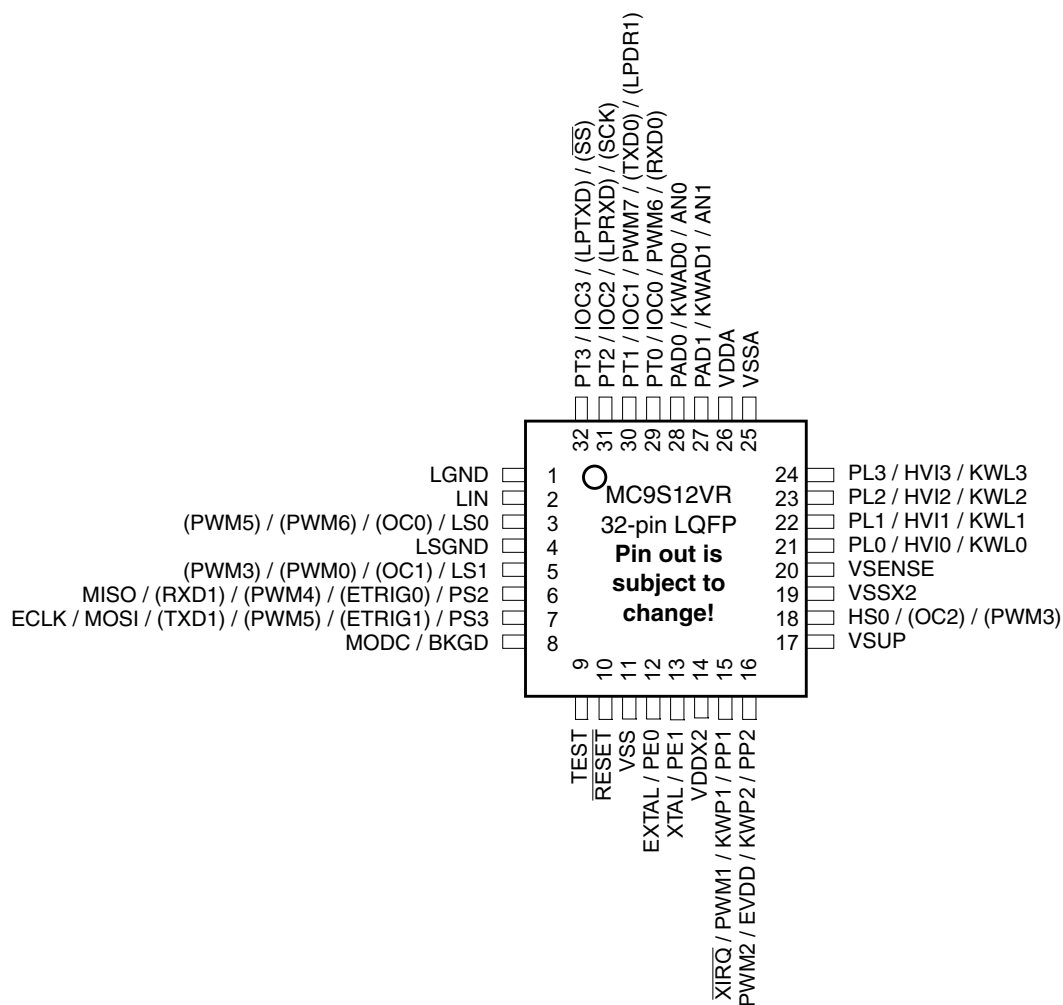 PT3 / IOC3 / (LPTXD) / (SS)
PT2 / IOC2 / (LPRXD) / (SCK)
PT1 / IOC1 / PWM7 / (TXD0) / (LPDR1)
PT0 / IOC0 / PWM6 / (RXD0)
PAD0 / KWAD0 / AN0
PAD1 / KWAD1 / AN1
VDDA
VSSA
32
31
30
29
28
27
26
25
LGND 1
LIN 2
(PWM5) / (PWM6) / (OC0) / LS0 3
LSGND 4
(PWM3) / (PWM0) / (OC1) / LS1 5
MISO / (RXD1) / (PWM4) / (ETRIG0) / PS2 6
ECLK / MOSI / (TXD1) / (PWM5) / (ETRIG1) / PS3 7
MODC / BKGD 8
MC9S12VR
32-pin LQFP
Pin out is
subject to
change!
24 PL3 / HVI3 / KWL3
23 PL2 / HVI2 / KWL2
22 PL1 / HVI1 / KWL1
21 PL0 / HVI0 / KWL0
20 VSENSE
19 VSSX2
18 HS0 / (OC2) / (PWM3)
17 VSUP
9
10
11
12
13
14
15
16
TEST
RESET
VSS
EXTAL / PE0
XTAL / PE1
VDDX2
XIRQ / PWM1 / KWP1 / PP1
PWM2 / EVDD / KWP2 / PP2